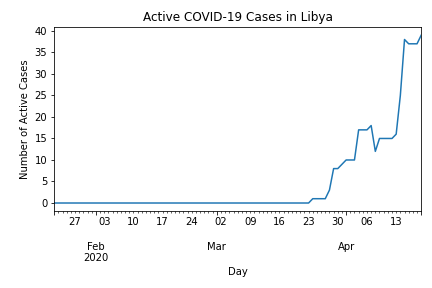 Active COVID-19 Cases in Libya
Number of Active Cases
40
35
30
25
20
15
10
5
0
27 03 10 17 24 02 09 16 23 30 06 13
Feb Mar Apr
2020
Day